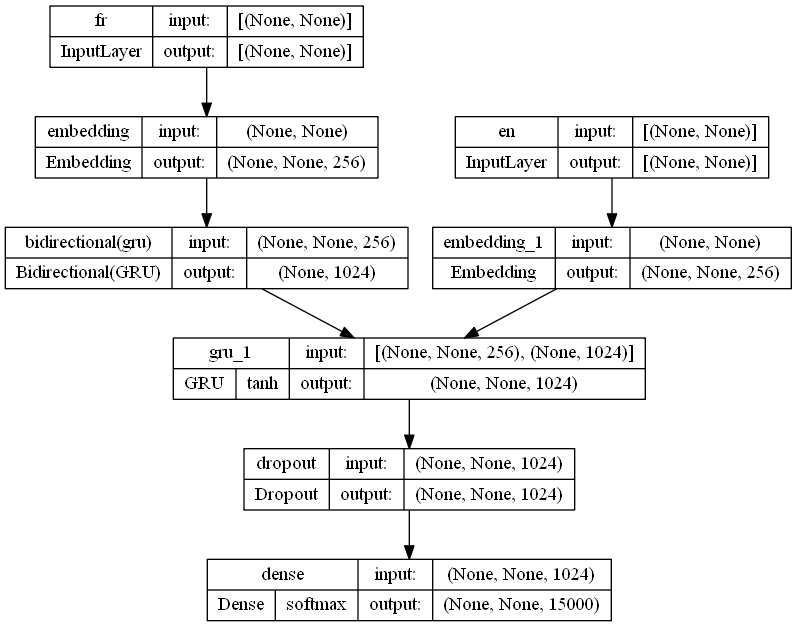 fr input: [(None, None)]
InputLayer output: [(None, None)]
embedding input: (None, None)
Embedding output: (None, None, 256)
en input: [(None, None)]
InputLayer output: [(None, None)]
bidirectional(gru) input: (None, None, 256)
Bidirectional(GRU) output: (None, 1024)
embedding_1 input: (None, None)
Embedding output: (None, None, 256)
gru_1 input: [(None, None, 256), (None, 1024)]
GRU tanh output: (None, None, 1024)
dropout input: (None, None, 1024)
Dropout output: (None, None, 1024)
dense input: (None, None, 1024)
Dense softmax output: (None, None, 15000)